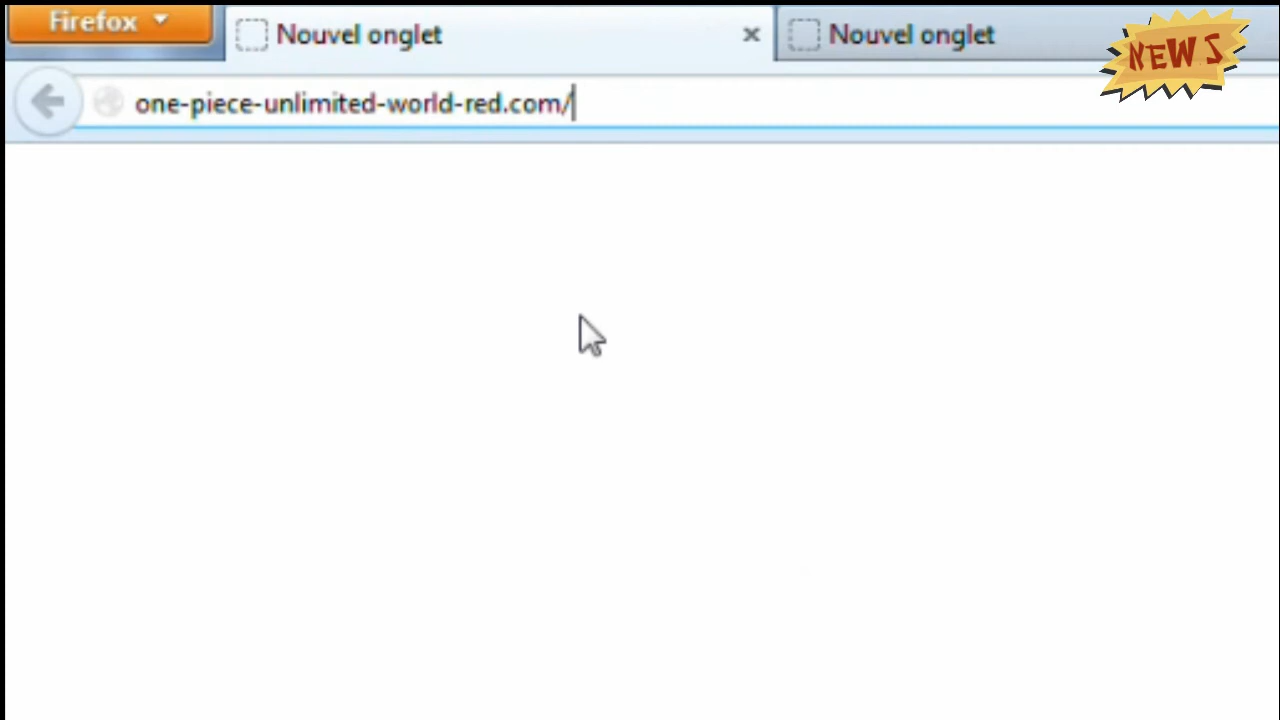 Firefox
Nouvel onglet
Nouvel onglet
NEWS
one-piece-unlimited-world-red.com/